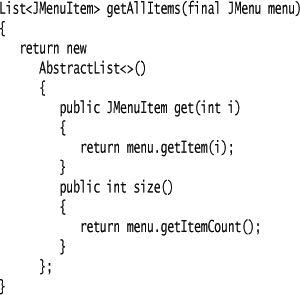 List<JMenuItem> getAllItems(final JMenu menu)
{
return new
AbstractList<>()
{
public JMenuItem get(int i)
{
return menu.getItem(i);
}
public int size()
{
return menu.getItemCount();
}
};
}